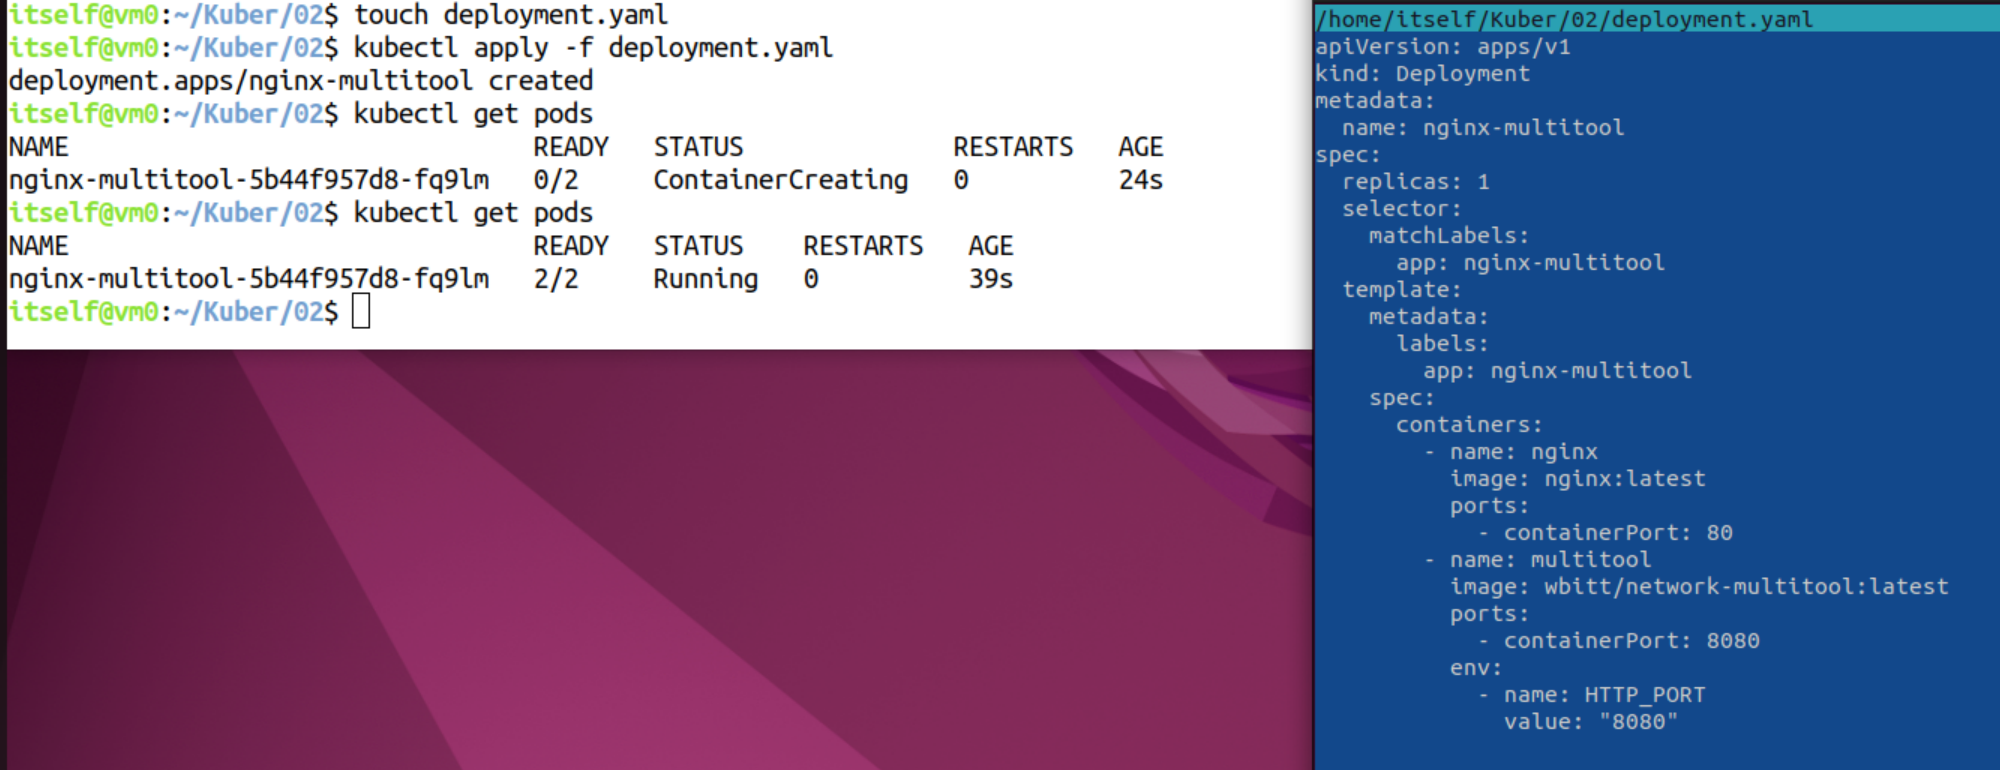 itself@vm0:~/Kuber/02$ touch deployment.yaml
itself@vm0:~/Kuber/02$ kubectl apply -f deployment.yaml
deployment.apps/nginx-multitool created
itself@vm0:~/Kuber/02$ kubectl get pods
NAME                               READY   STATUS              RESTARTS   AGE
nginx-multitool-5b44f957d8-fq9lm   0/2     ContainerCreating   0          24s
itself@vm0:~/Kuber/02$ kubectl get pods
NAME                               READY   STATUS    RESTARTS   AGE
nginx-multitool-5b44f957d8-fq9lm   2/2     Running   0          39s
itself@vm0:~/Kuber/02$
/home/itself/Kuber/02/deployment.yaml
apiVersion: apps/v1
kind: Deployment
metadata:
  name: nginx-multitool
spec:
  replicas: 1
  selector:
    matchLabels:
      app: nginx-multitool
  template:
    metadata:
      labels:
        app: nginx-multitool
    spec:
      containers:
        - name: nginx
          image: nginx:latest
          ports:
            - containerPort: 80
        - name: multitool
          image: wbitt/network-multitool:latest
          ports:
            - containerPort: 8080
          env:
            - name: HTTP_PORT
              value: "8080"